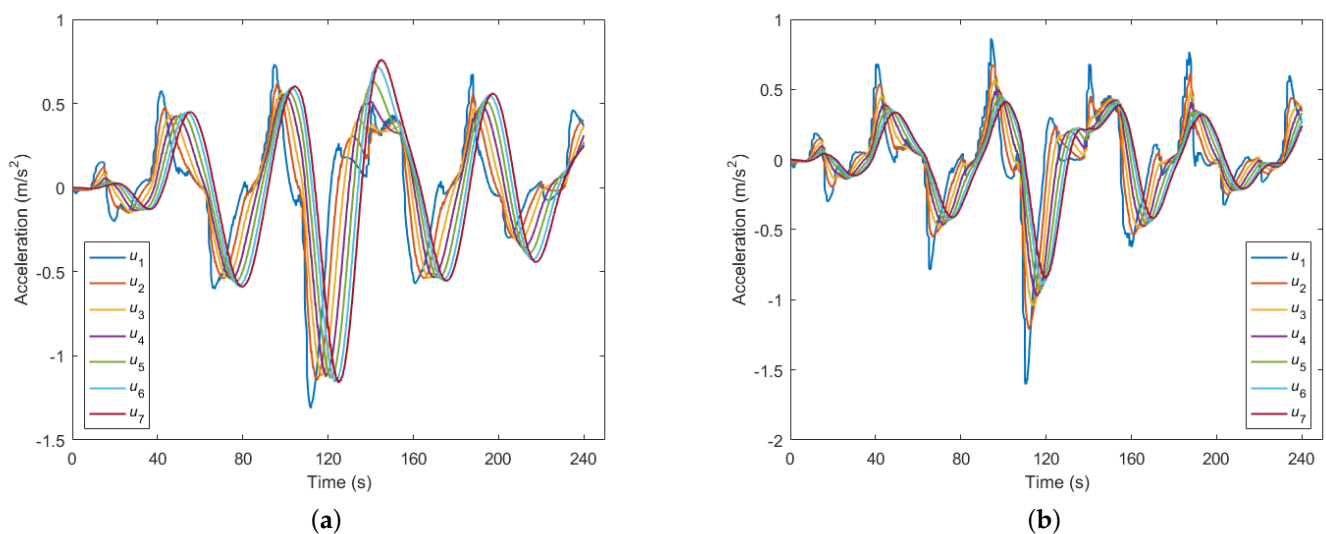 1
0.5
0
-0.5
-1
-1.5
Acceleration (m/s²)
0 40 80 120 160 200 240
Time (s)
u₁
u₂
u₃
u₄
u₅
u₆
u₇
(a)
1
0.5
0
-0.5
-1
-1.5
-2
Acceleration (m/s²)
0 40 80 120 160 200 240
Time (s)
u₁
u₂
u₃
u₄
u₅
u₆
u₇
(b)